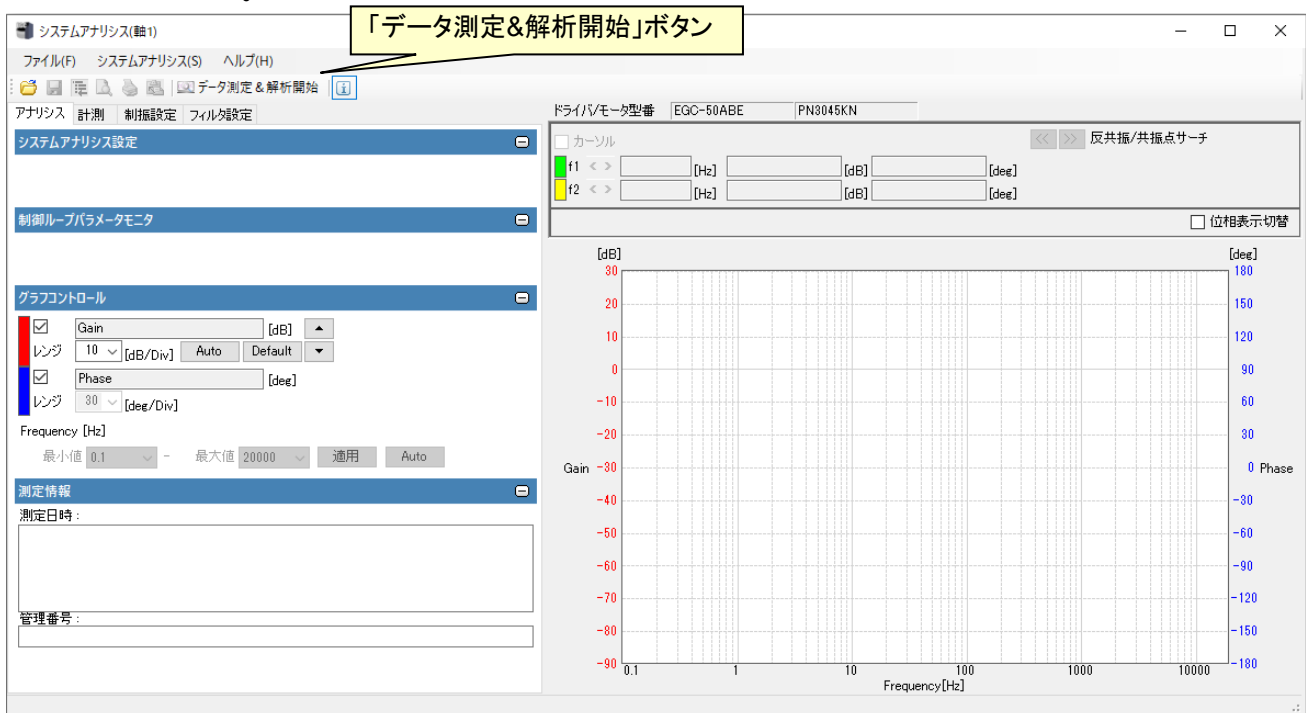 「データ測定&解析開始」ボタン
システムアナリシス(軸1)
ファイル(F) システムアナリシス(S) ヘルプ(H)
データ測定&解析開始
アナリシス 計測 制振設定 フィルタ設定
システムアナリシス設定
制御ループパラメータモニタ
グラフコントロール
Gain [dB]
レンジ 10 [dB/Div] Auto Default
Phase [deg]
レンジ 30 [deg/Div]
Frequency [Hz]
最小値 0.1 - 最大値 20000 適用 Auto
測定情報
測定日時 :
管理番号 :
ドライバ/モータ型番 EGC-50ABE PN3045KN
カーソル << >> 反共振/共振点サーチ
f1 < > [Hz] [dB] [deg]
f2 < > [Hz] [dB] [deg]
位相表示切替
[dB] [deg]
30 180
20 150
10 120
0 90
-10 60
-20 30
Gain -30 0 Phase
-40 -30
-50 -60
-60 -90
-70 -120
-80 -150
-90 -180
0.1 1 10 100 1000 10000
Frequency[Hz]